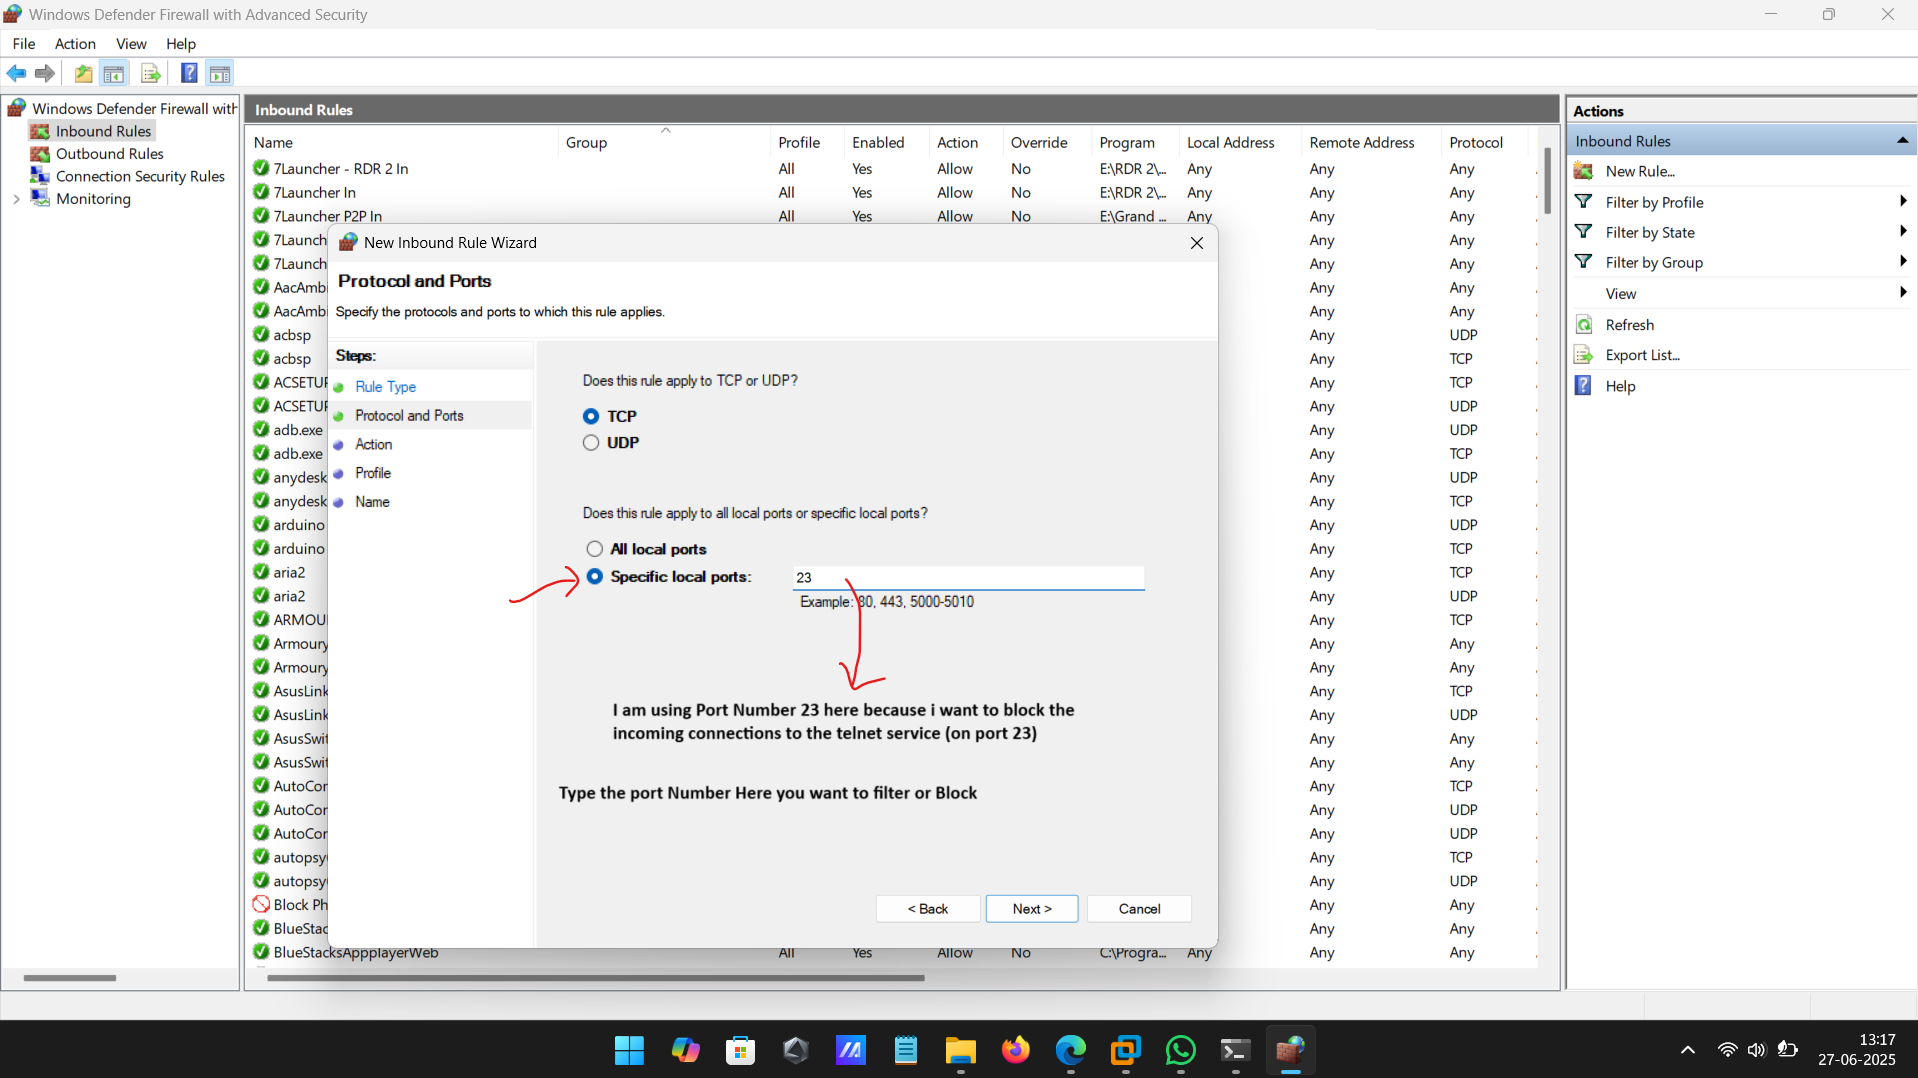 Windows Defender Firewall with Advanced Security
File Action View Help
Windows Defender Firewall with
Inbound Rules
Outbound Rules
Connection Security Rules
Monitoring
Inbound Rules
Name Group Profile Enabled Action Override Program Local Address Remote Address Protocol
7Launcher - RDR 2 In All Yes Allow No E:\RDR 2\... Any Any Any
7Launcher In All Yes Allow No E:\RDR 2\... Any Any Any
7Launcher P2P In All Yes Allow No E:\Grand ... Any Any Any
7Launch Any Any
7Launch Any Any
AacAmbi Any Any
AacAmbi Any Any
acbsp Any UDP
acbsp Any TCP
ACSETUP Any TCP
ACSETUP Any UDP
adb.exe Any UDP
adb.exe Any TCP
anydesk Any UDP
anydesk Any TCP
arduino Any UDP
arduino Any TCP
aria2 Any TCP
aria2 Any UDP
ARMOU Any TCP
Armoury Any Any
Armoury Any Any
AsusLink Any TCP
AsusLink Any UDP
AsusSwit Any Any
AsusSwit Any Any
AutoCor Any TCP
AutoCor Any UDP
AutoCor Any UDP
autopsy Any TCP
autopsy Any UDP
Block Ph Any Any
BlueStac Any Any
BlueStacksAppplayerWeb All Yes Allow No C:\Progra... Any Any Any
New Inbound Rule Wizard
Protocol and Ports
Specify the protocols and ports to which this rule applies.
Steps:
Rule Type
Protocol and Ports
Action
Profile
Name
Does this rule apply to TCP or UDP?
TCP
UDP
Does this rule apply to all local ports or specific local ports?
All local ports
Specific local ports: 23
Example: 80, 443, 5000-5010
I am using Port Number 23 here because i want to block the
incoming connections to the telnet service (on port 23)
Type the port Number Here you want to filter or Block
< Back Next > Cancel
Actions
Inbound Rules
New Rule...
Filter by Profile
Filter by State
Filter by Group
View
Refresh
Export List...
Help
13:17
27-06-2025